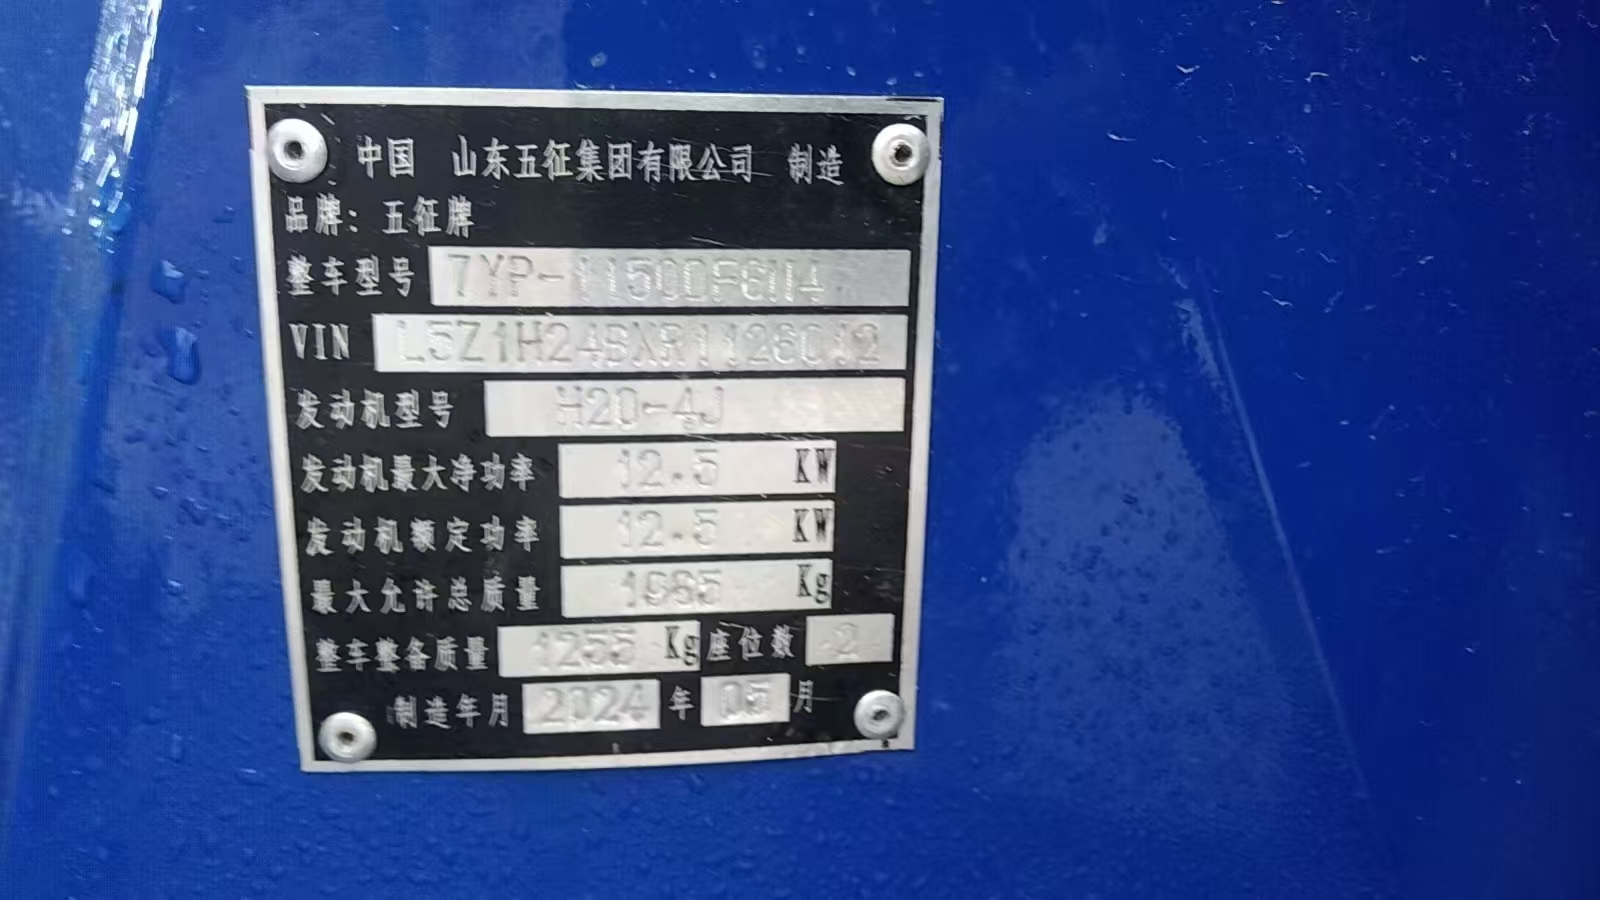 中国 山东五征集团有限公司 制造
品牌: 五征牌
整车型号 7YP-1150DF6N4
VIN L5Z1H24BXR1126012
发动机型号 H20-4J
发动机最大净功率 12.5 KW
发动机额定功率 12.5 KW
最大允许总质量 Kg
整车整备质量 1255 Kg 座位数 2
制造年月 2024 年 05 月